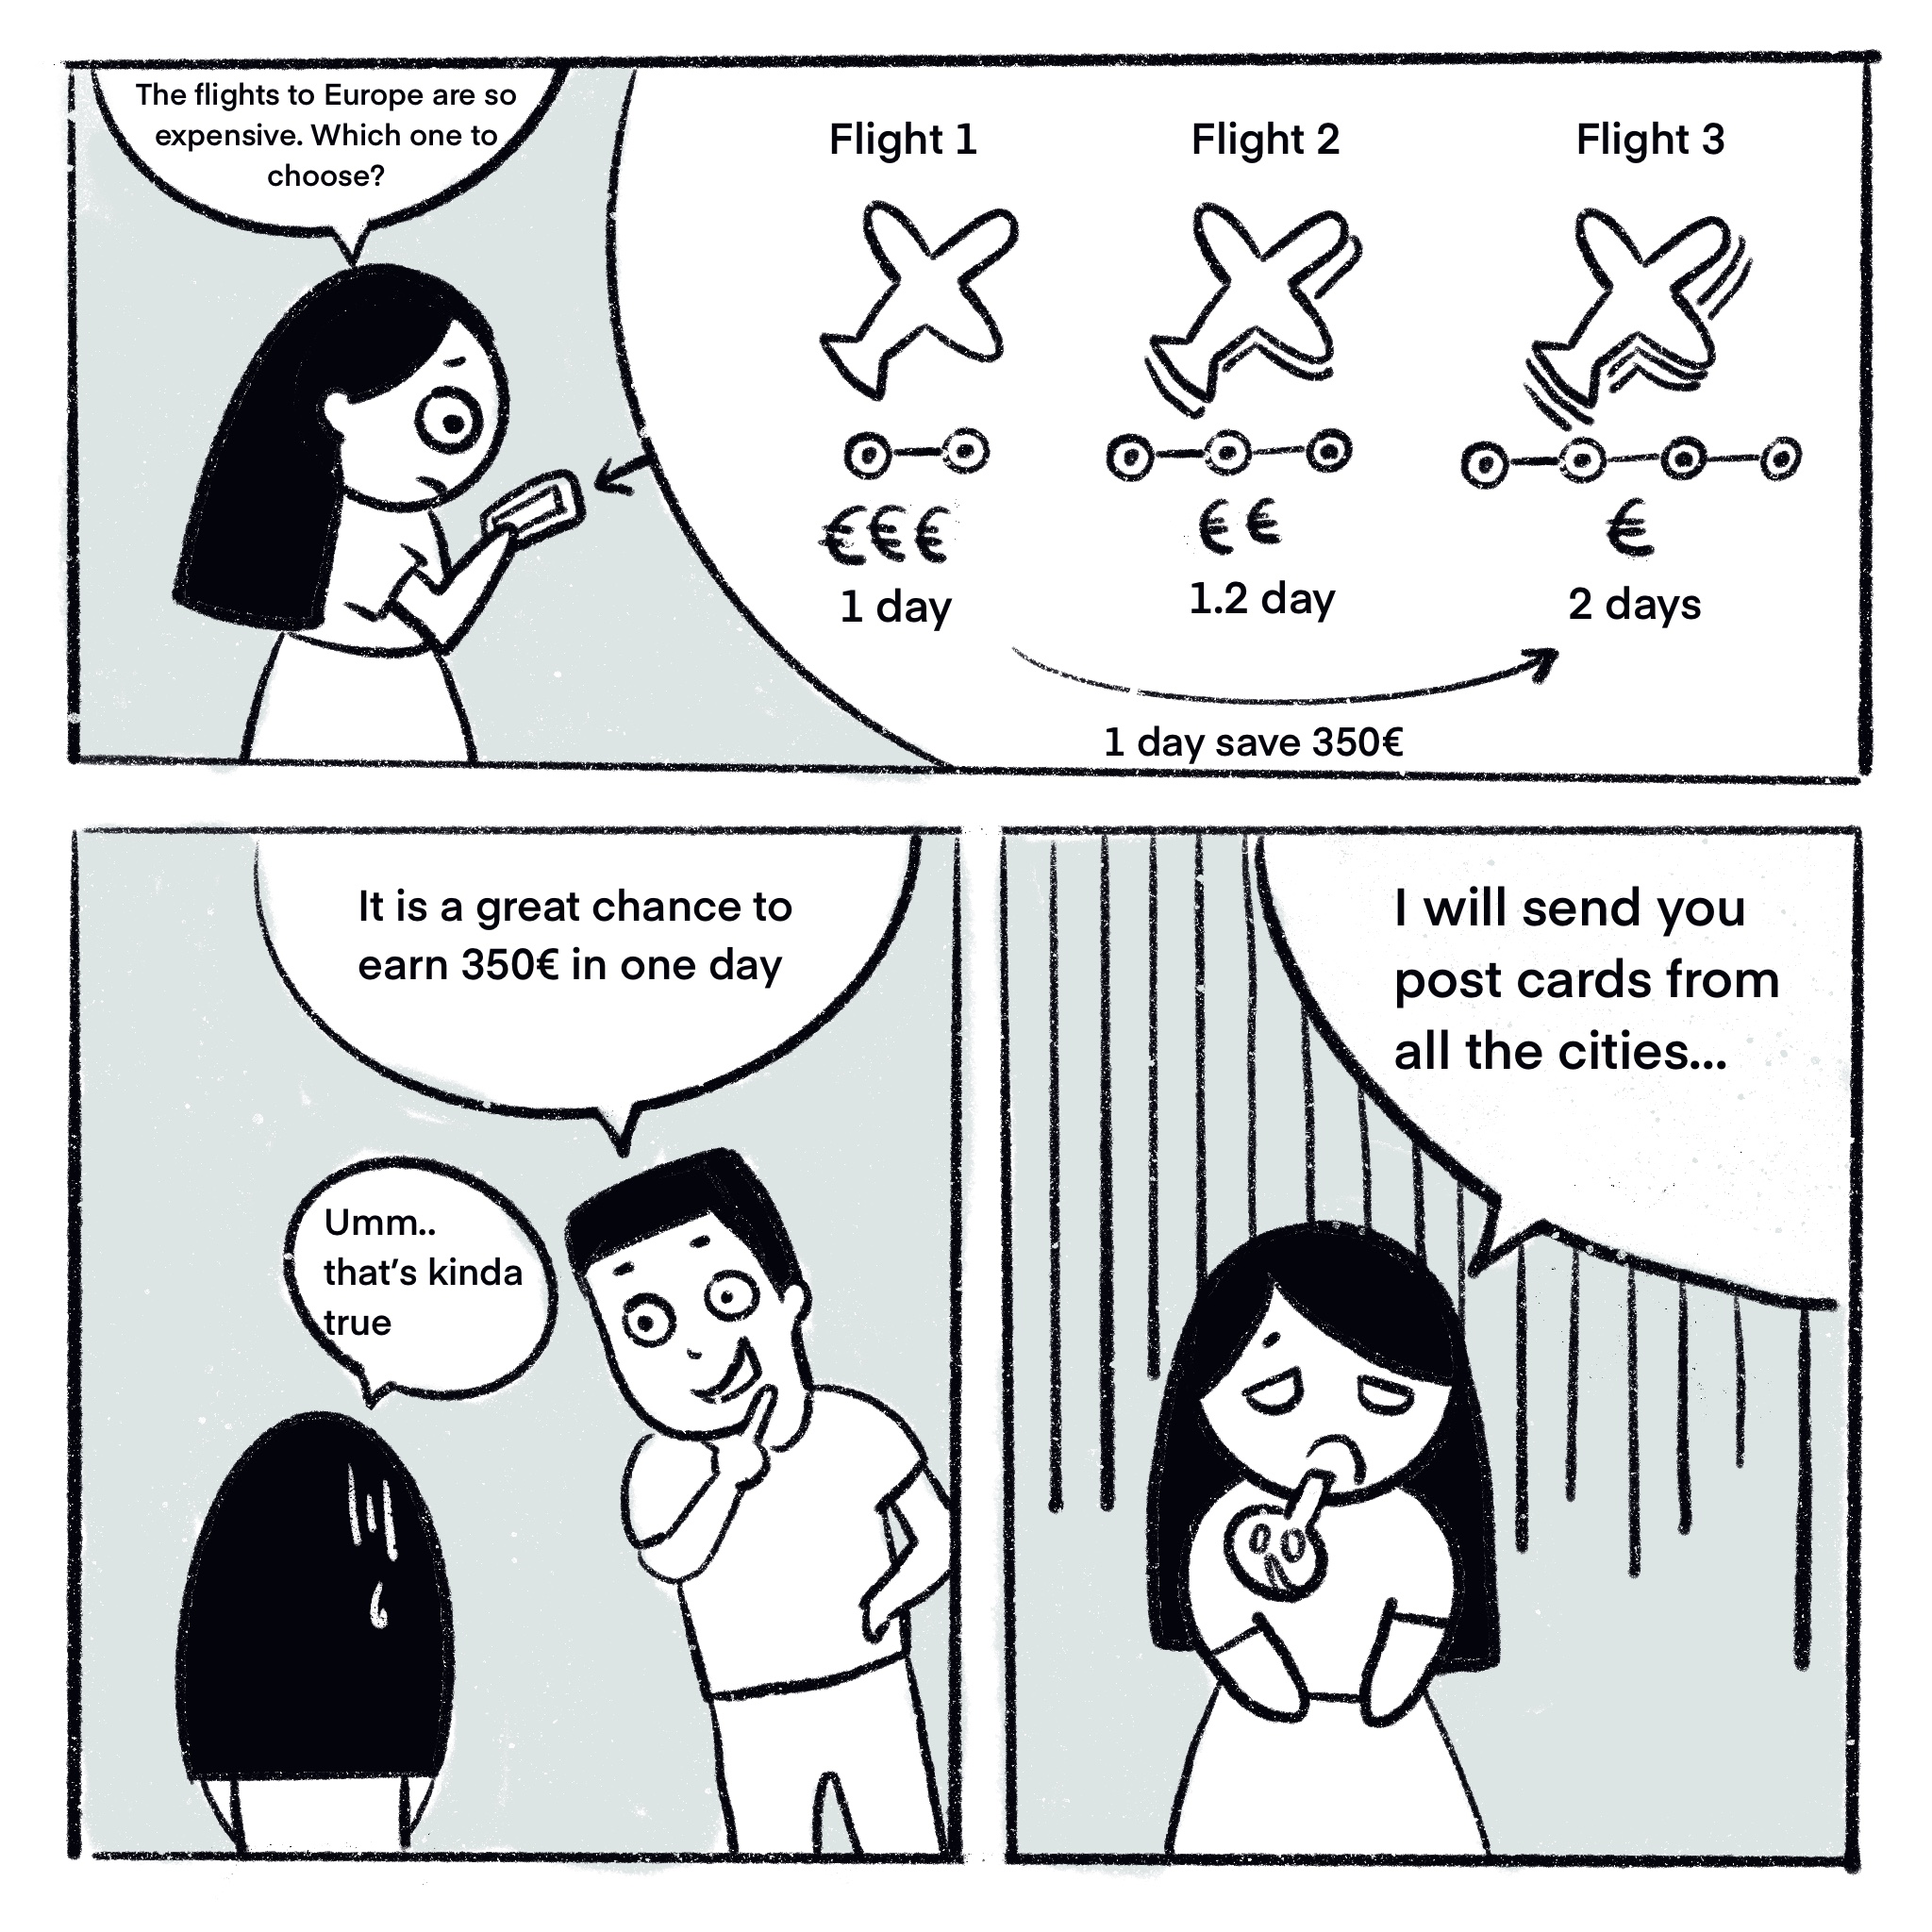 The flights to Europe are so
expensive. Which one to
choose?
Flight 1
Flight 2
Flight 3
€€€
€€
€
1 day
1.2 day
2 days
1 day save 350€
It is a great chance to
earn 350€ in one day
Umm..
that's kinda
true
I will send you
post cards from
all the cities...